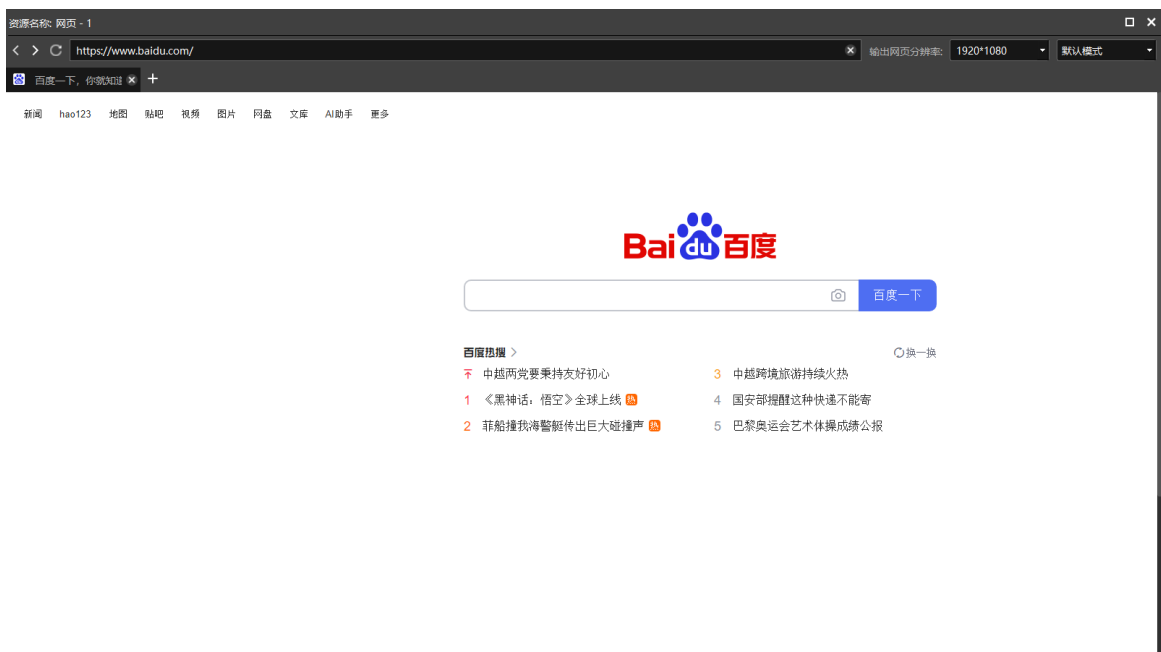 资源名称: 网页 - 1
https://www.baidu.com/ 输出网页分辨率: 1920*1080 默认模式
百度一下，你就知道
新闻 hao123 地图 贴吧 视频 图片 网盘 文库 AI助手 更多
Bai du 百度
百度一下
百度热搜 换一换
中越两党要秉持友好初心 3 中越跨境旅游持续火热
1 《黑神话：悟空》全球上线 热 4 国安部提醒这种快递不能寄
2 菲船撞我海警艇传出巨大碰撞声 热 5 巴黎奥运会艺术体操成绩公报